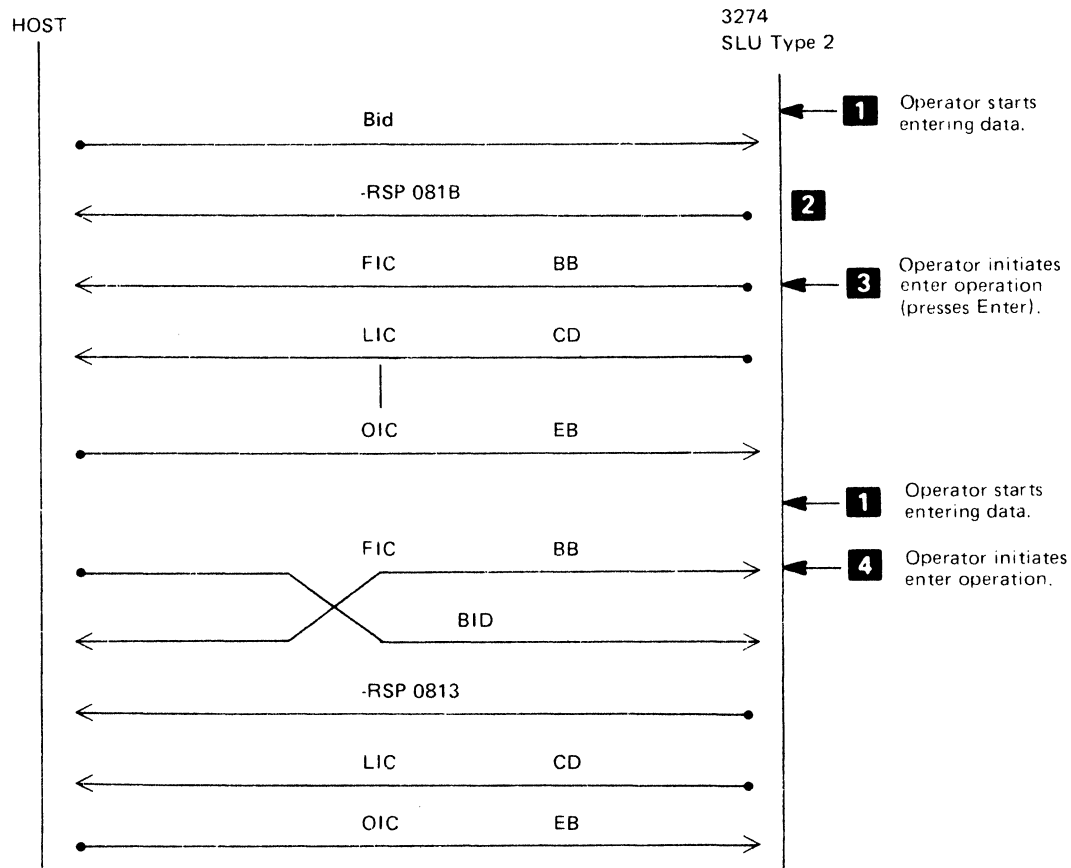 HOST
3274
SLU Type 2
1 Operator starts
entering data.
Bid
-RSP 081B
2
FIC BB
3 Operator initiates
enter operation
(presses Enter).
LIC CD
OIC EB
1 Operator starts
entering data.
FIC BB
4 Operator initiates
enter operation.
BID
-RSP 0813
LIC CD
OIC EB